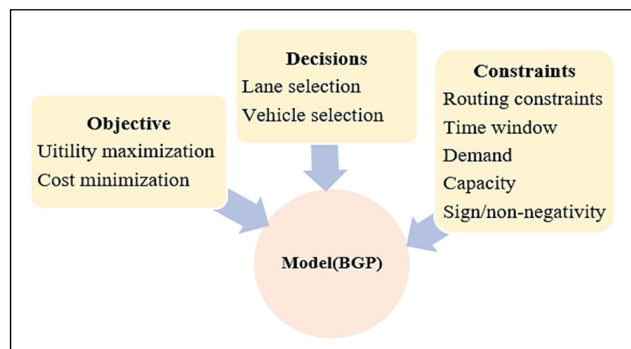 Decisions
Lane selection
Vehicle selection
Constraints
Routing constraints
Time window
Demand
Capacity
Sign/non-negativity
Objective
Uitility maximization
Cost minimization
Model(BGP)